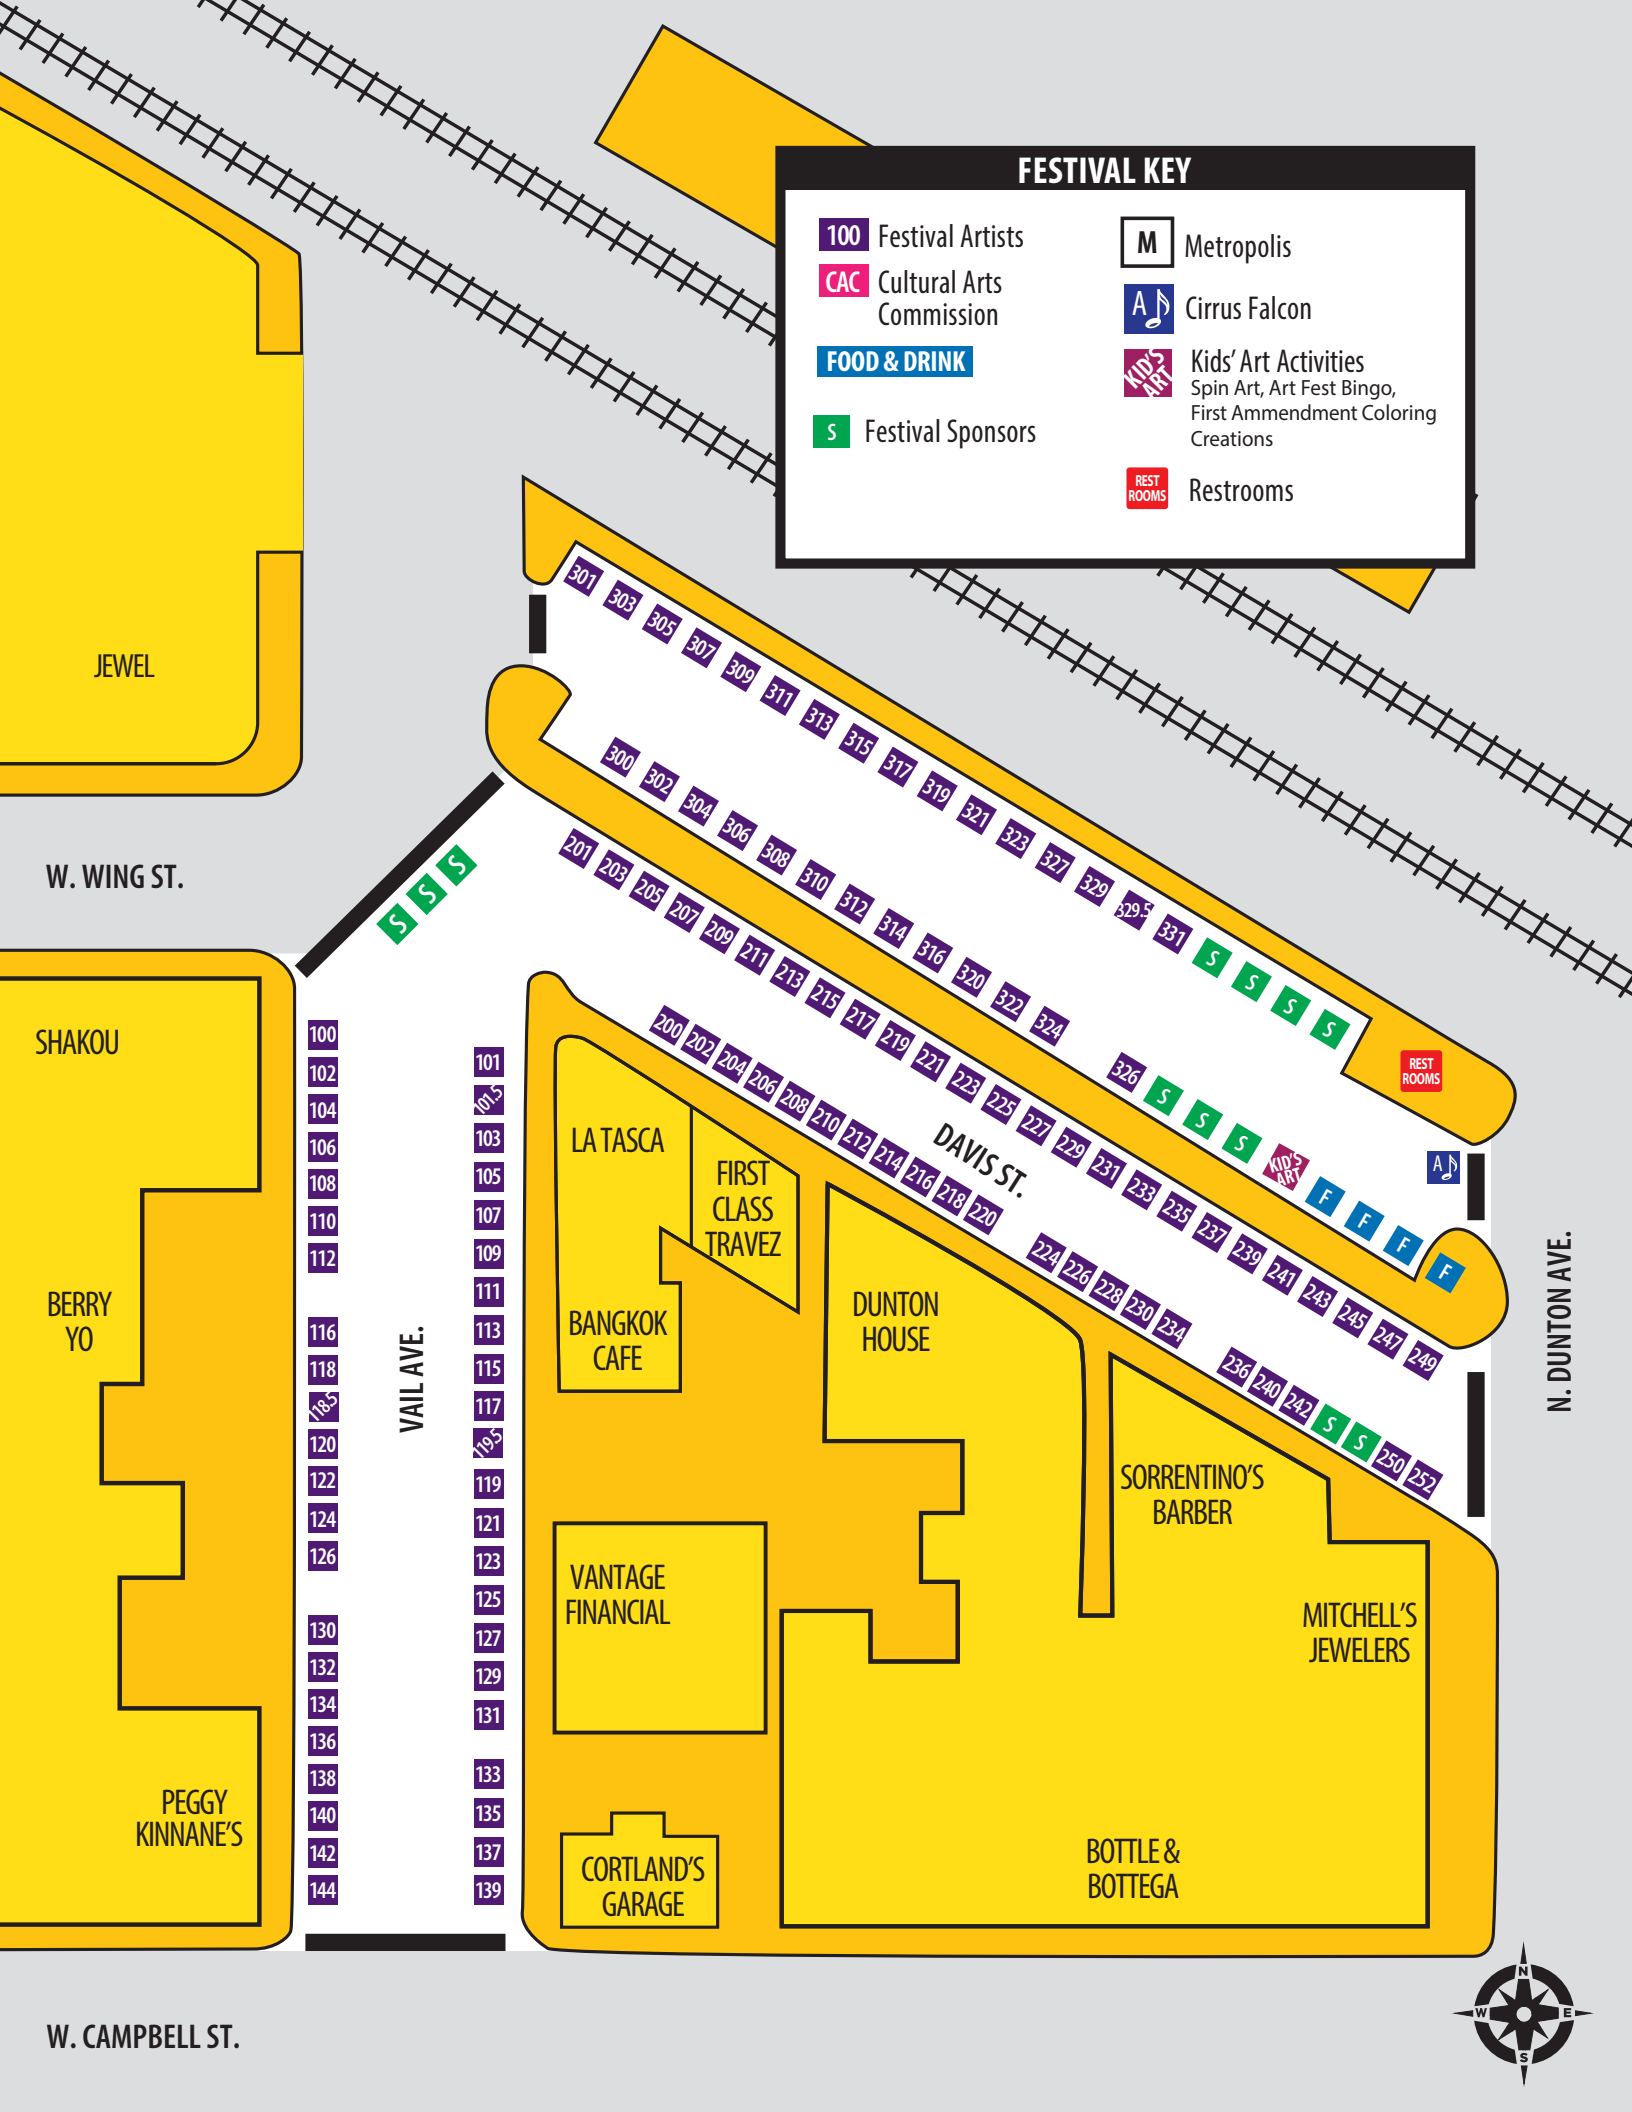 FESTIVAL KEY
100 Festival Artists
CAC Cultural Arts
Commission
FOOD & DRINK
S Festival Sponsors
M Metropolis
A Cirrus Falcon
KID'S
ART
Kids' Art Activities
Spin Art, Art Fest Bingo,
First Ammendment Coloring
Creations
REST
ROOMS
Restrooms
JEWEL
W. WING ST.
S S S
301 303 305 307 309 311 313 315 317 319 321 323 327 329 329.5 331 S S S S
REST
ROOMS
300 302 304 306 308 310 312 314 316 320 322 324 326 S S S
KID'S
ART
F F F F
A
201 203 205 207 209 211 213 215 217 219 221 223 225 227 229 231 233 235 237 239 241 243 245 247 249
DAVIS ST.
200 202 204 206 208 210 212 214 216 218 220 224 226 228 230 234 236 240 242 S S 250 252
N. DUNTON AVE.
SHAKOU
BERRY
YO
PEGGY
KINNANE'S
100
102
104
106
108
110
112
116
118
118.5
120
122
124
126
130
132
134
136
138
140
142
144
VAIL AVE.
101
101.5
103
105
107
109
111
113
115
117
119.5
119
121
123
125
127
129
131
133
135
137
139
LA TASCA
FIRST
CLASS
TRAVEZ
BANGKOK
CAFE
DUNTON
HOUSE
SORRENTINO'S
BARBER
VANTAGE
FINANCIAL
MITCHELL'S
JEWELERS
CORTLAND'S
GARAGE
BOTTLE &
BOTTEGA
W. CAMPBELL ST.
N
W E
S